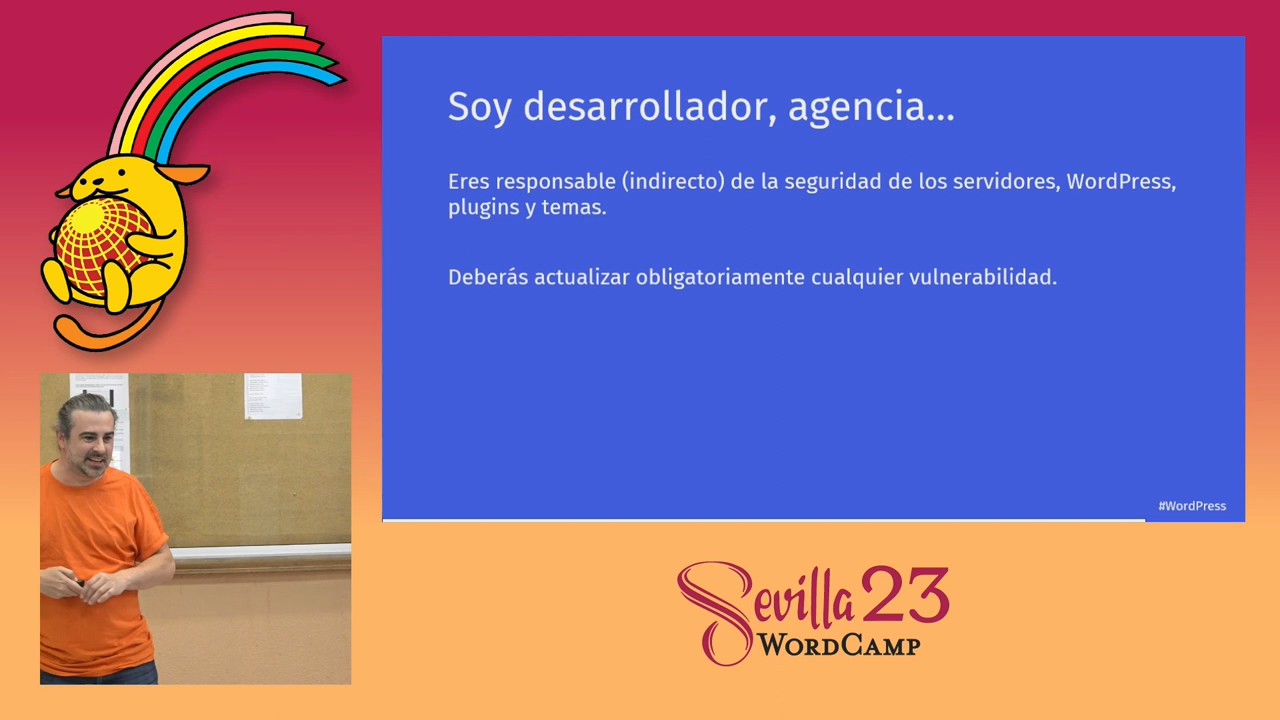 Soy desarrollador, agencia...
Eres responsable (indirecto) de la seguridad de los servidores, WordPress,
plugins y temas.
Deberás actualizar obligatoriamente cualquier vulnerabilidad.
#WordPress
Sevilla 23
WORDCAMP